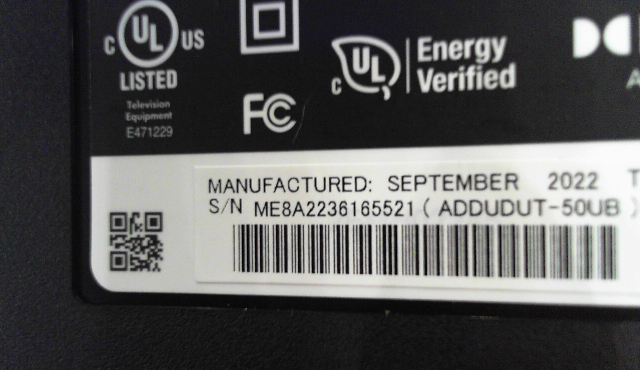 C UL US
LISTED
Television
Equipment
E471229
FC
C UL
Energy
Verified
MANUFACTURED: SEPTEMBER 2022 T
S/N ME8A2236165521 ( ADDUDUT-50UB )